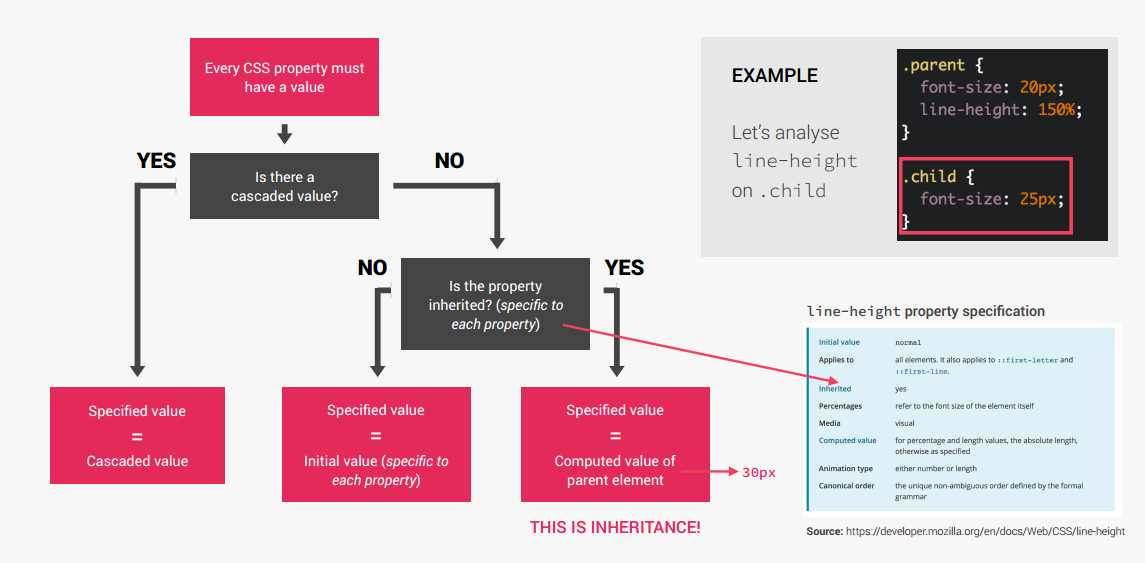 Every CSS property must
have a value
YES
NO
Is there a
cascaded value?
NO
YES
Is the property
inherited? (specific to
each property)
Specified value
=
Cascaded value
Specified value
=
Initial value (specific to
each property)
Specified value
=
Computed value of
parent element
30px
THIS IS INHERITANCE!
EXAMPLE
Let's analyse
line-height
on .child
.parent {
font-size: 20px;
line-height: 150%;
}
.child {
font-size: 25px;
}
line-height property specification
Initial value normal
Applies to all elements. It also applies to ::first-letter and
::first-line.
Inherited yes
Percentages refer to the font size of the element itself
Media visual
Computed value for percentage and length values, the absolute length,
otherwise as specified
Animation type either number or length
Canonical order the unique non-ambiguous order defined by the formal
grammar
Source: https://developer.mozilla.org/en/docs/Web/CSS/line-height